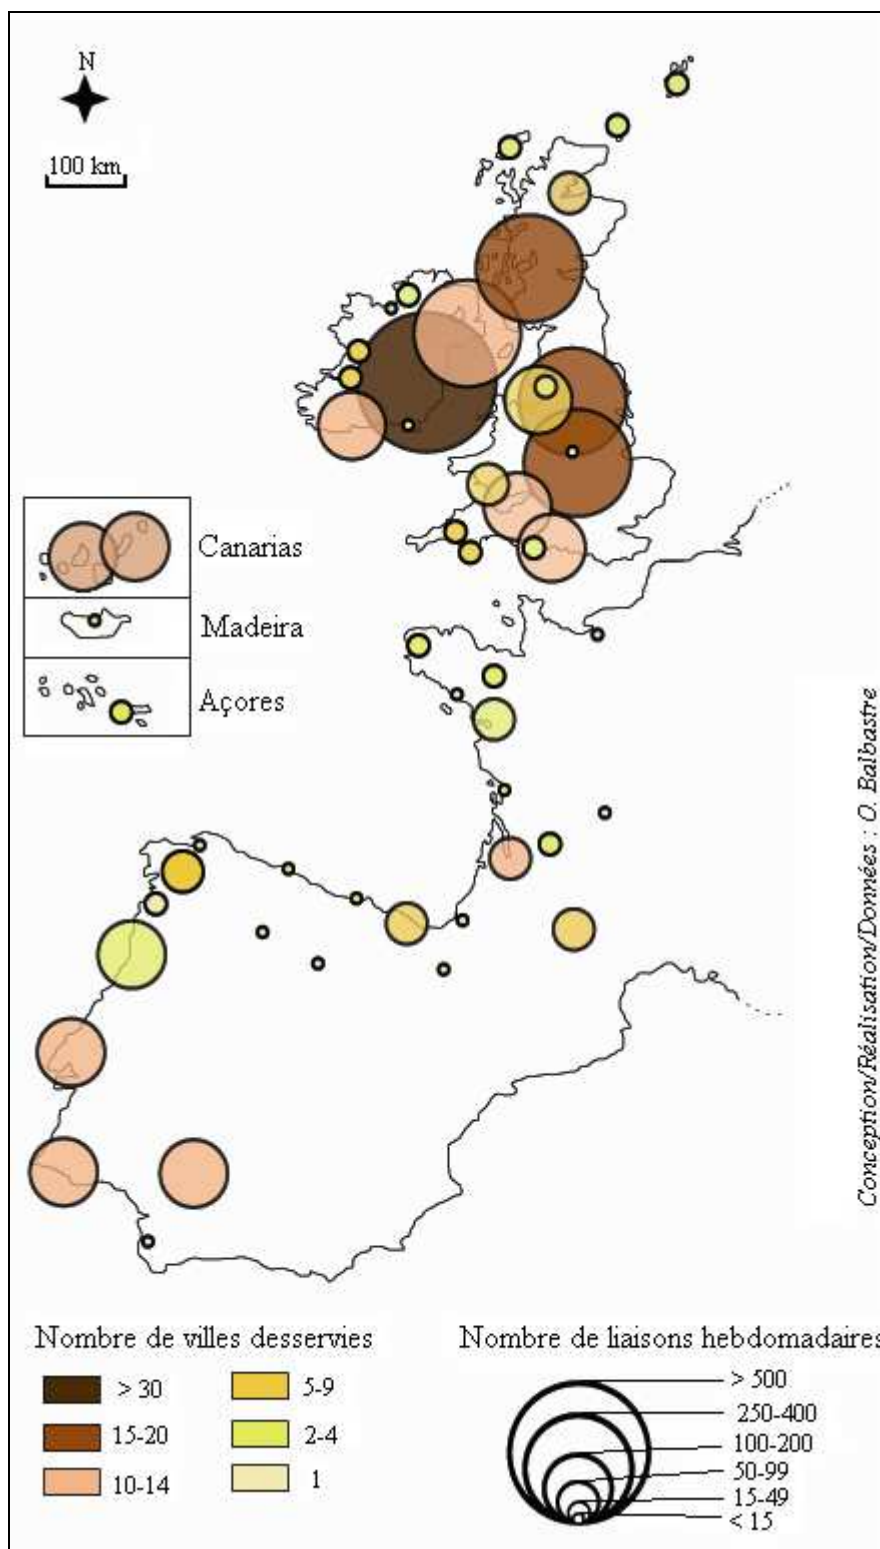 N
100 km
Canarias
Madeira
Açores
Conception/Réalisation/Données : O. Balbastre
Nombre de villes desservies
> 30
15-20
10-14
5-9
2-4
1
Nombre de liaisons hebdomadaires
> 500
250-400
100-200
50-99
15-49
< 15